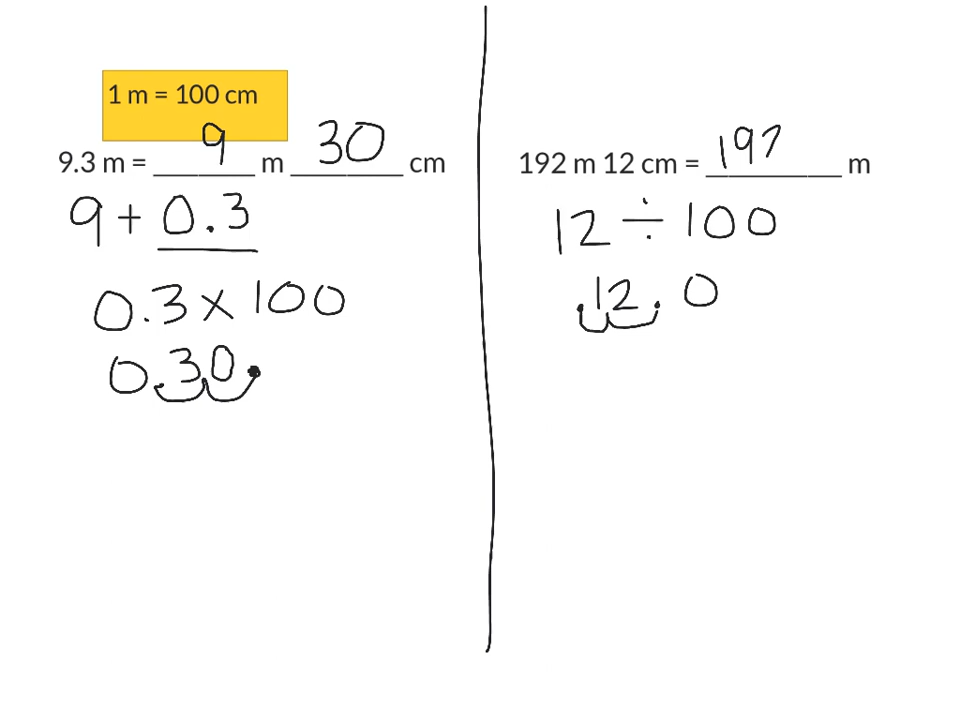 1 m = 100 cm
9.3 m = 9 m 30 cm
9 + 0.3
0.3 x 100
0.30.
192 m 12 cm = 192 m
12 ÷ 100
.12.0